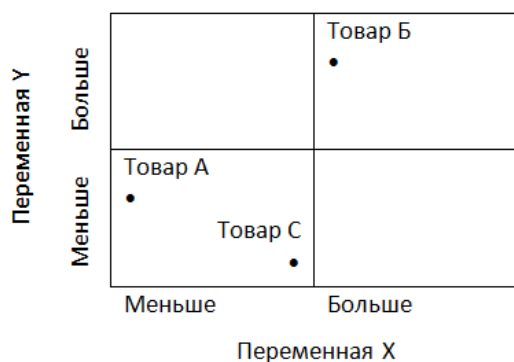 Переменная Y
Больше
Меньше
Товар Б
Товар А
Товар С
Меньше
Больше
Переменная X